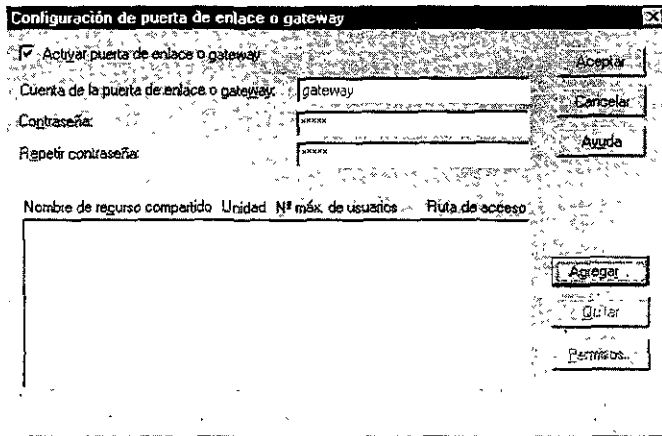 Configuración de puerta de enlace o gateway
Activar puerta de enlace o gateway
Aceptar
Cuenta de la puerta de enlace o gateway: gateway
Cancelar
Contraseña: xxxxx
Ayuda
Repetir contraseña: xxxxx
Nombre de recurso compartido Unidad Nº máx. de usuarios Ruta de acceso
Agregar...
Quitar
Permisos...